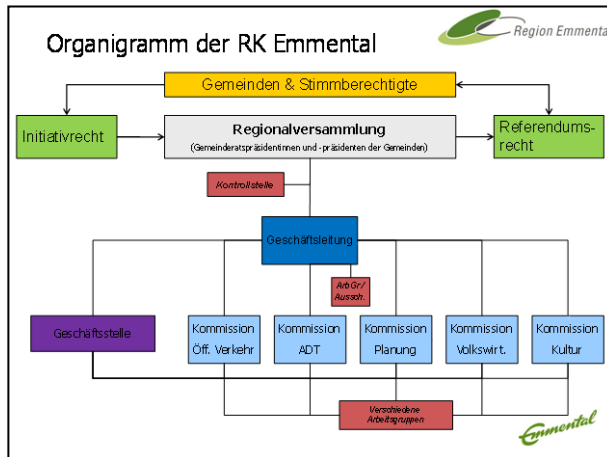 Organigramm der RK Emmental
Region Emmental
Gemeinden & Stimmberechtigte
Initiativrecht
Regionalversammlung
(Gemeinderatspräsidentinnen und -präsidenten der Gemeinden)
Referendums-
recht
Kontrollstelle
Geschäftsleitung
ArbGr/
Aussch.
Geschäftsstelle
Kommission
Öff. Verkehr
Kommission
ADT
Kommission
Planung
Kommission
Volkswirt.
Kommission
Kultur
Verschiedene
Arbeitsgruppen
Emmental